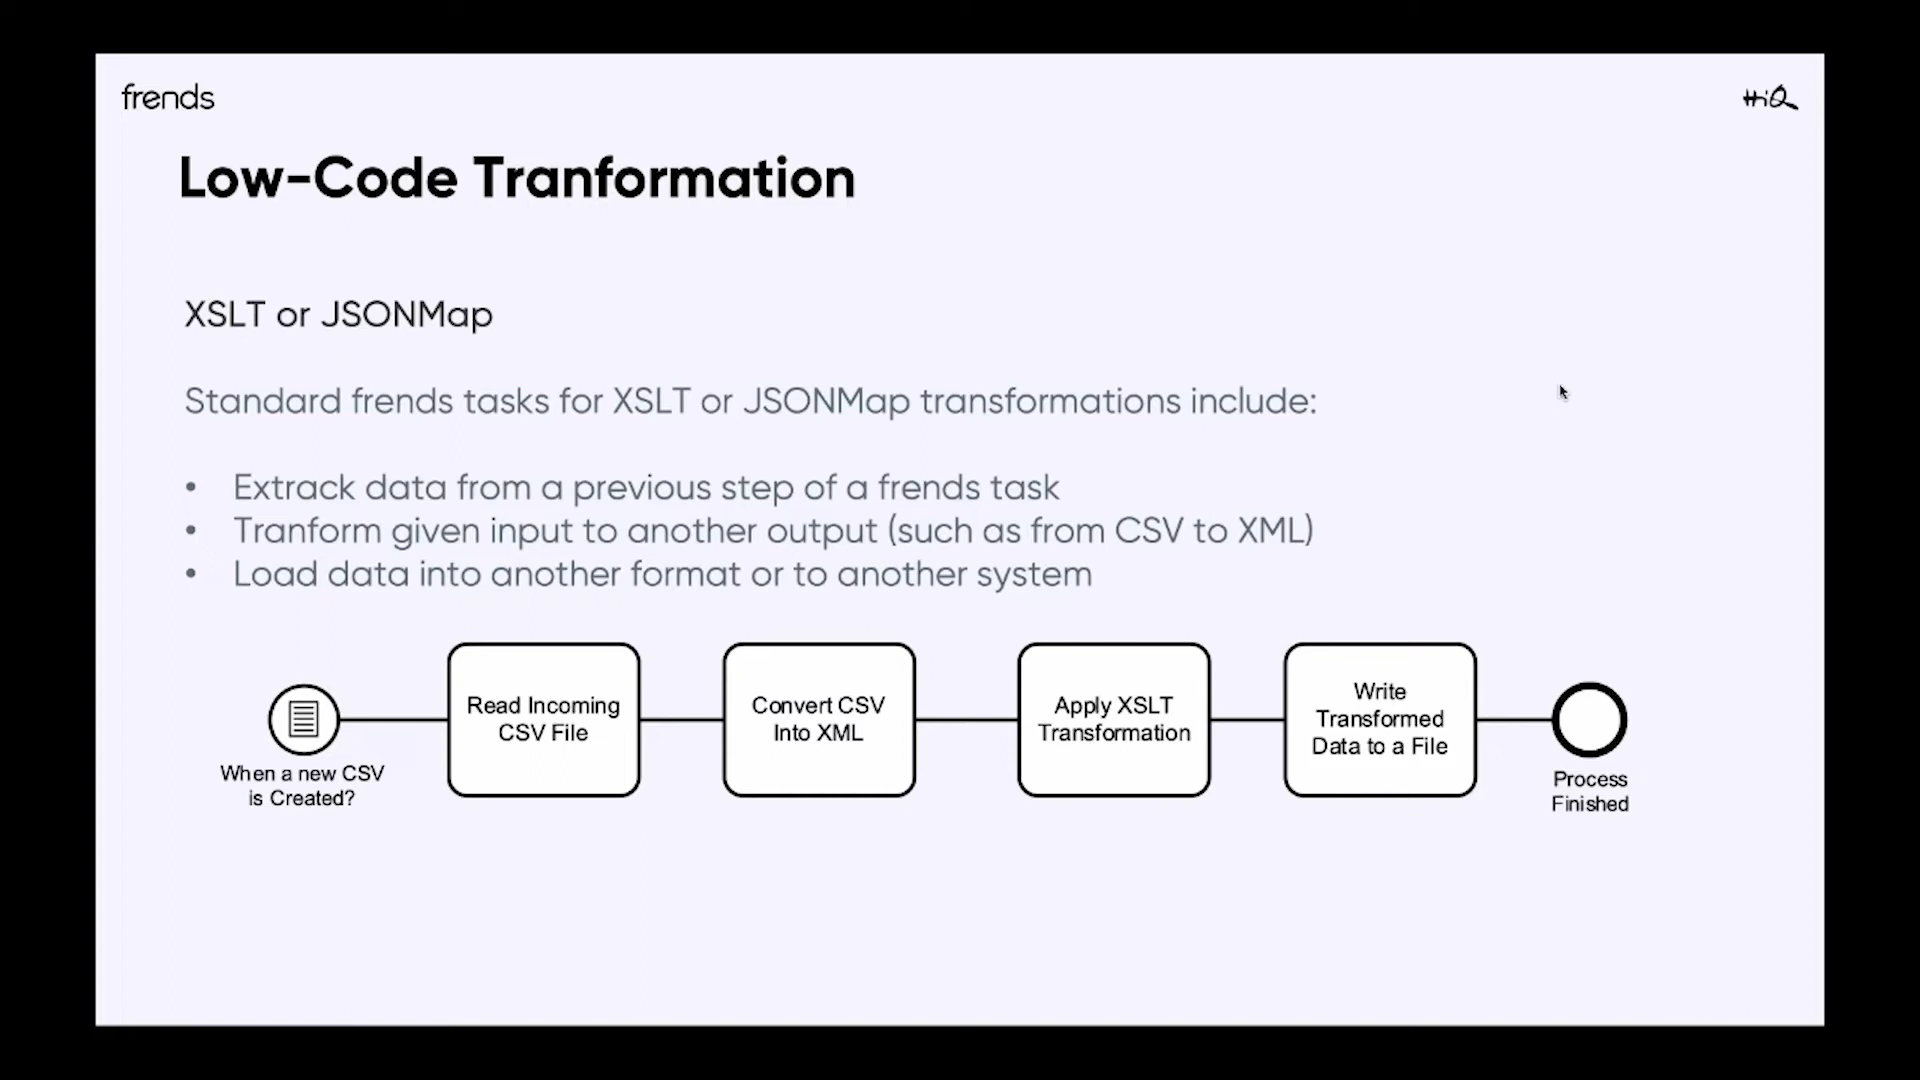 frends
HiQ
Low-Code Tranformation
XSLT or JSONMap
Standard frends tasks for XSLT or JSONMap transformations include:
• Extrack data from a previous step of a frends task
• Tranform given input to another output (such as from CSV to XML)
• Load data into another format or to another system
When a new CSV
is Created?
Read Incoming
CSV File
Convert CSV
Into XML
Apply XSLT
Transformation
Write
Transformed
Data to a File
Process
Finished